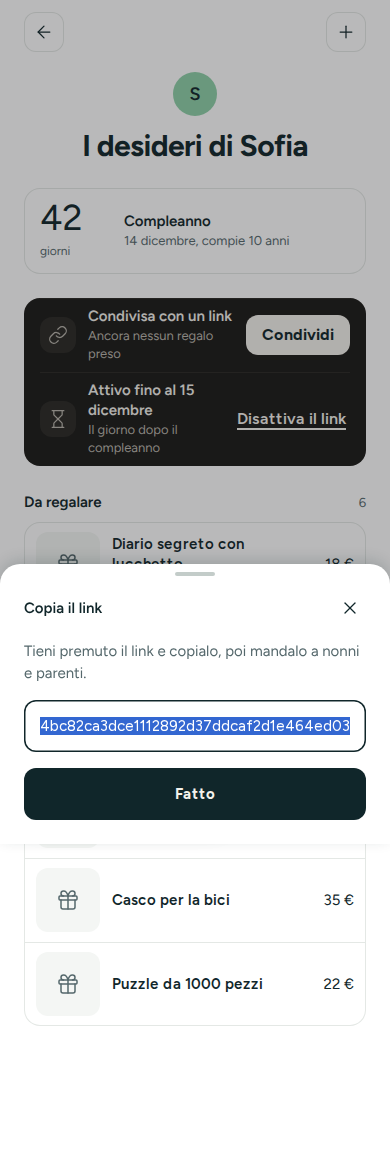 S
I desideri di Sofia
42
giorni
Compleanno
14 dicembre, compie 10 anni
Condivisa con un link
Ancora nessun regalo
preso
Condividi
Attivo fino al 15
dicembre
Il giorno dopo il
compleanno
Disattiva il link
Da regalare
6
Diario segreto con
lucchetto
18 €
Copia il link
Tieni premuto il link e copialo, poi mandalo a nonni
e parenti.
4bc82ca3dce1112892d37ddcaf2d1e464ed03
Fatto
Casco per la bici
35 €
Puzzle da 1000 pezzi
22 €